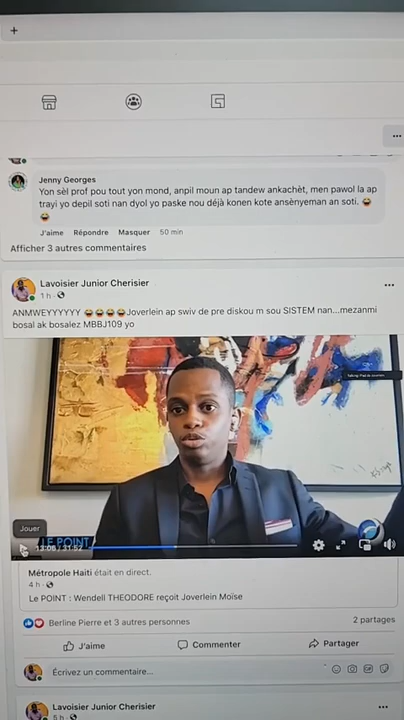 Jenny Georges
Yon sèl prof pou tout yon mond, anpil moun ap tandew ankachèt, men pawol la ap
trayi yo depil soti nan dyol yo paske nou déjà konen kote ansènyeman an soti. 😂
😂
J'aime Répondre Masquer 50 min
Afficher 3 autres commentaires
Lavoisier Junior Cherisier
1 h ·
ANMWEYYYYYY 😂😂😂😂Joverlein ap swiv de pre diskou m sou SISTEM nan...mezanmi
bosal ak bosalez MBBJ109 yo
Jouer
LE POINT
13:06 / 31:52
Métropole Haiti était en direct.
4 h ·
Le POINT : Wendell THEODORE reçoit Joverlein Moïse
Berline Pierre et 3 autres personnes
2 partages
J'aime
Commenter
Partager
Écrivez un commentaire...
Lavoisier Junior Cherisier
5 h ·